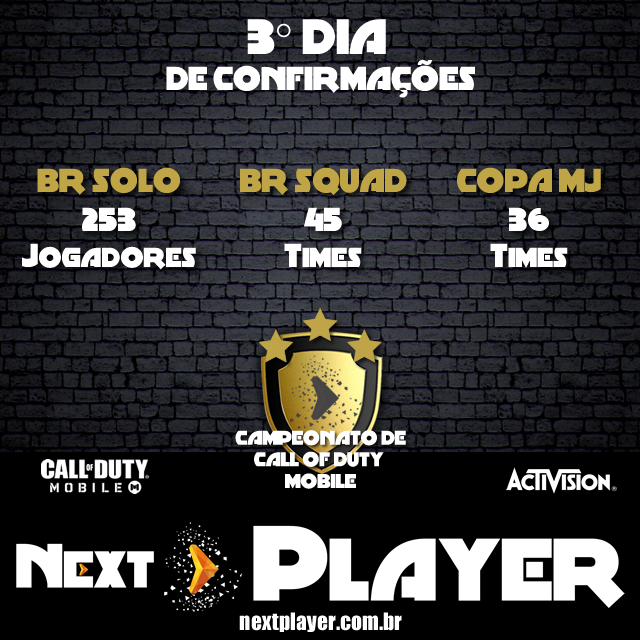 3° DIA
DE CONFIRMAÇÕES
BR SOLO
253
JOGADORES
BR SQUAD
45
TIMES
COPA MJ
36
TIMES
CAMPEONATO DE
CALL OF DUTY
MOBILE
CALL OF DUTY®
MOBILE M
ACTIVISION®
NEXT PLAYER
nextplayer.com.br